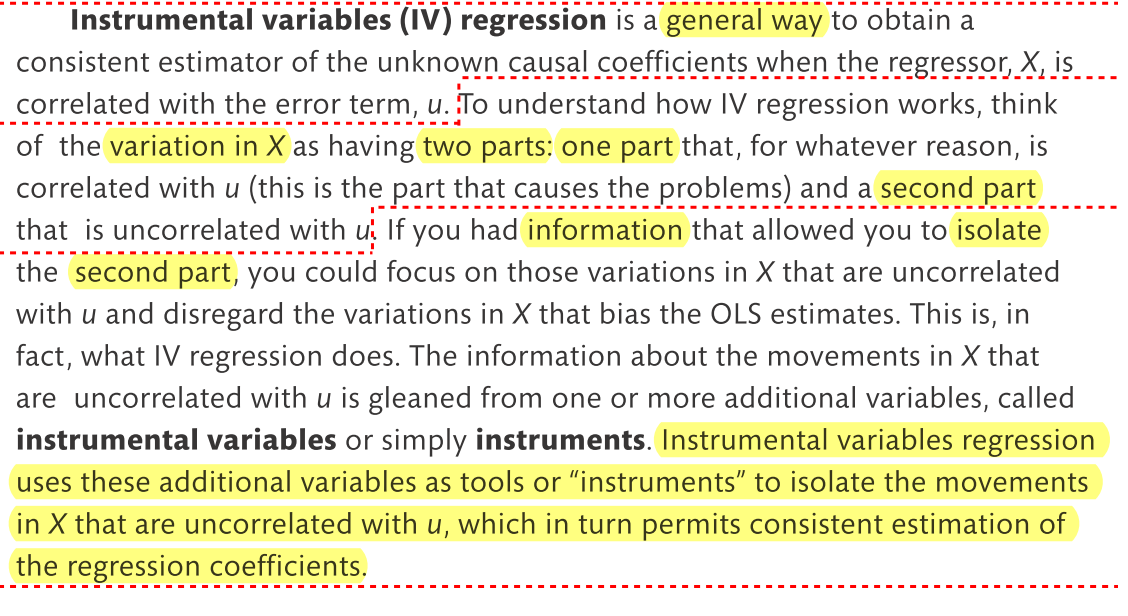 Instrumental variables (IV) regression is a general way to obtain a
consistent estimator of the unknown causal coefficients when the regressor, X, is
correlated with the error term, u. To understand how IV regression works, think
of the variation in X as having two parts: one part that, for whatever reason, is
correlated with u (this is the part that causes the problems) and a second part
that is uncorrelated with u. If you had information that allowed you to isolate
the second part, you could focus on those variations in X that are uncorrelated
with u and disregard the variations in X that bias the OLS estimates. This is, in
fact, what IV regression does. The information about the movements in X that
are uncorrelated with u is gleaned from one or more additional variables, called
instrumental variables or simply instruments. Instrumental variables regression
uses these additional variables as tools or “instruments” to isolate the movements
in X that are uncorrelated with u, which in turn permits consistent estimation of
the regression coefficients.